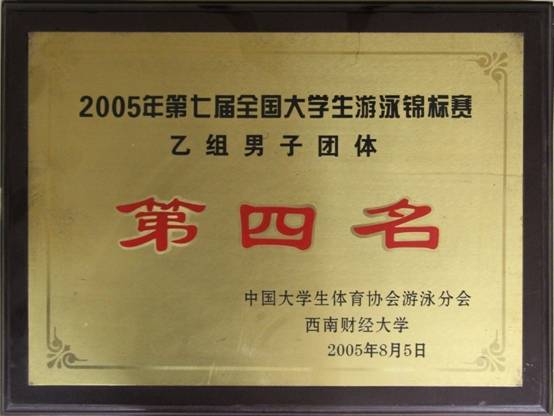 2005年第七届全国大学生游泳锦标赛
乙组男子团体
第四名
中国大学生体育协会游泳分会
西南财经大学
2005年8月5日